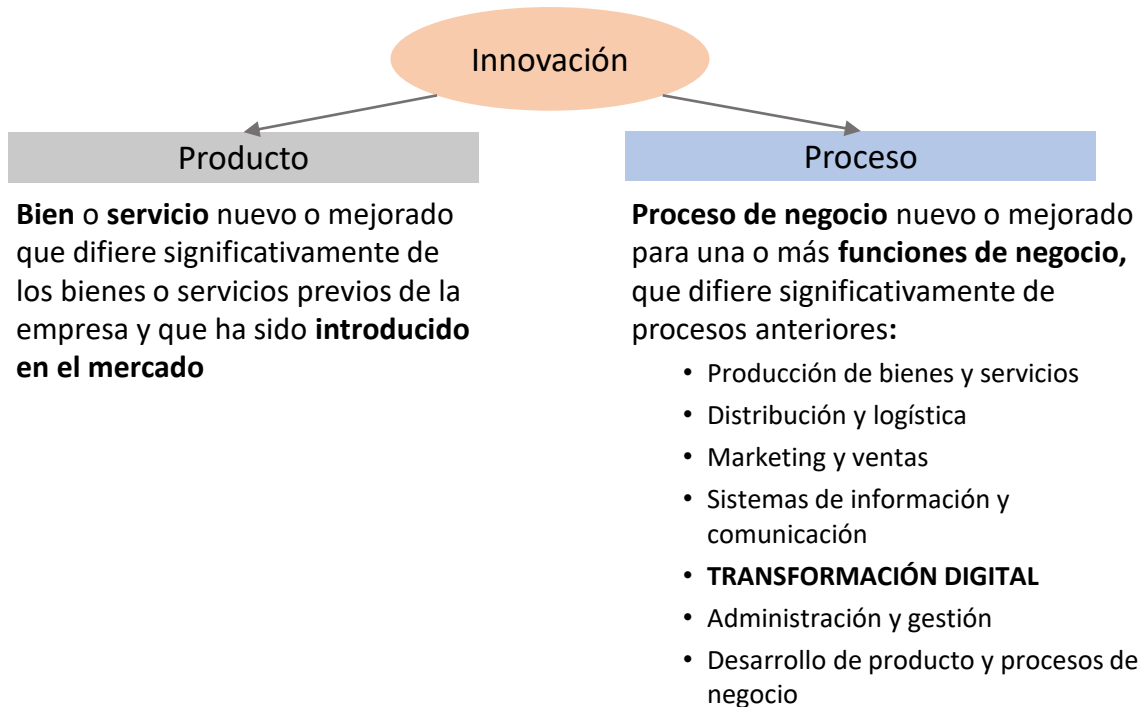 Innovación
Producto
Bien o servicio nuevo o mejorado
que difiere significativamente de
los bienes o servicios previos de la
empresa y que ha sido introducido
en el mercado
Proceso
Proceso de negocio nuevo o mejorado
para una o más funciones de negocio,
que difiere significativamente de
procesos anteriores:
• Producción de bienes y servicios
• Distribución y logística
• Marketing y ventas
• Sistemas de información y
comunicación
• TRANSFORMACIÓN DIGITAL
• Administración y gestión
• Desarrollo de producto y procesos de
negocio